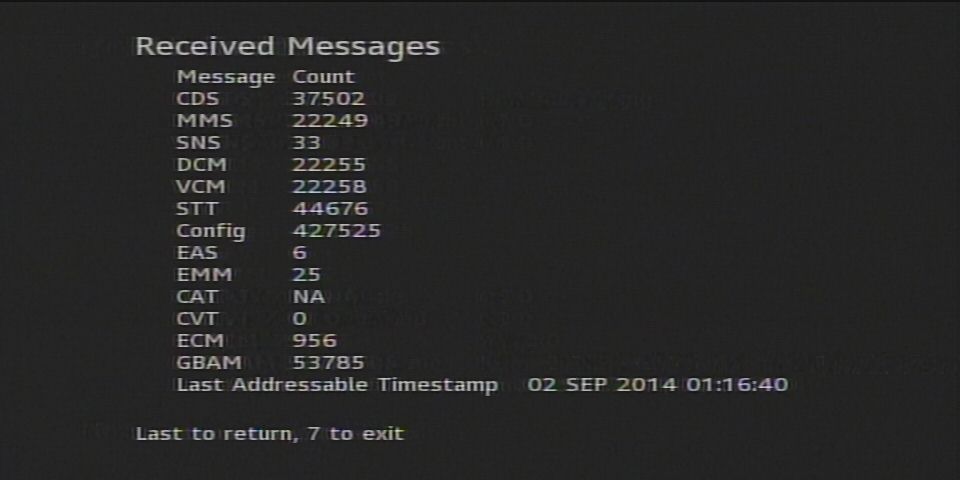 Received Messages
Message Count
CDS 37502
MMS 22249
SNS 33
DCM 22255
VCM 22258
STT 44676
Config 427525
EAS 6
EMM 25
CAT NA
CVT 0
ECM 956
GBAM 53785
Last Addressable Timestamp 02 SEP 2014 01:16:40
Last to return, 7 to exit